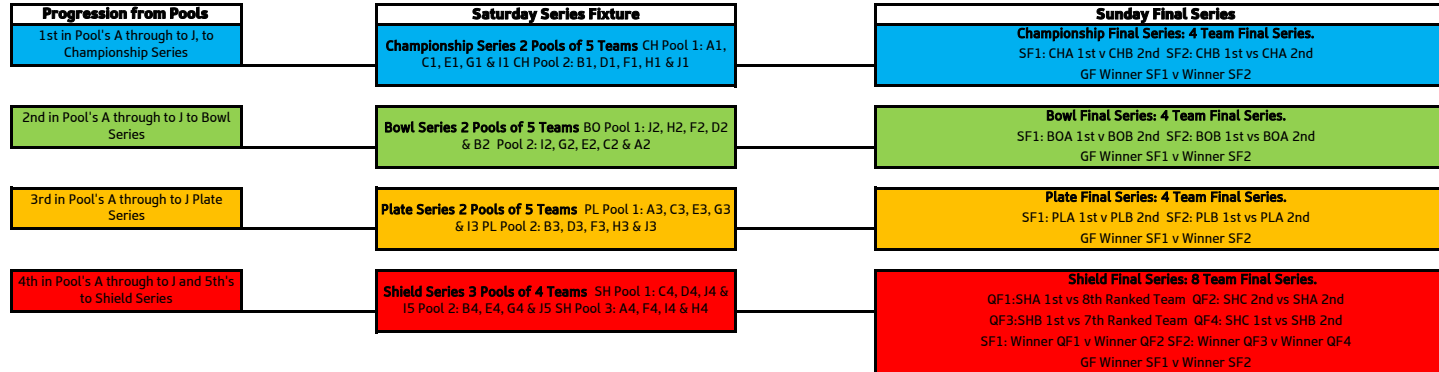 Progression from Pools
1st in Pool's A through to J, to
Championship Series
2nd in Pool's A through to J to Bowl
Series
3rd in Pool's A through to J Plate
Series
4th in Pool's A through to J and 5th's
to Shield Series
Saturday Series Fixture
Championship Series 2 Pools of 5 Teams CH Pool 1: A1,
C1, E1, G1 & I1 CH Pool 2: B1, D1, F1, H1 & J1
Bowl Series 2 Pools of 5 Teams BO Pool 1: J2, H2, F2, D2
& B2 Pool 2: I2, G2, E2, C2 & A2
Plate Series 2 Pools of 5 Teams PL Pool 1: A3, C3, E3, G3
& I3 PL Pool 2: B3, D3, F3, H3 & J3
Shield Series 3 Pools of 4 Teams SH Pool 1: C4, D4, J4 &
I5 Pool 2: B4, E4, G4 & J5 SH Pool 3: A4, F4, I4 & H4
Sunday Final Series
Championship Final Series: 4 Team Final Series.
SF1: CHA 1st v CHB 2nd SF2: CHB 1st vs CHA 2nd
GF Winner SF1 v Winner SF2
Bowl Final Series: 4 Team Final Series.
SF1: BOA 1st v BOB 2nd SF2: BOB 1st vs BOA 2nd
GF Winner SF1 v Winner SF2
Plate Final Series: 4 Team Final Series.
SF1: PLA 1st v PLB 2nd SF2: PLB 1st vs PLA 2nd
GF Winner SF1 v Winner SF2
Shield Final Series: 8 Team Final Series.
QF1:SHA 1st vs 8th Ranked Team QF2: SHC 2nd vs SHA 2nd
QF3:SHB 1st vs 7th Ranked Team QF4: SHC 1st vs SHB 2nd
SF1: Winner QF1 v Winner QF2 SF2: Winner QF3 v Winner QF4
GF Winner SF1 v Winner SF2